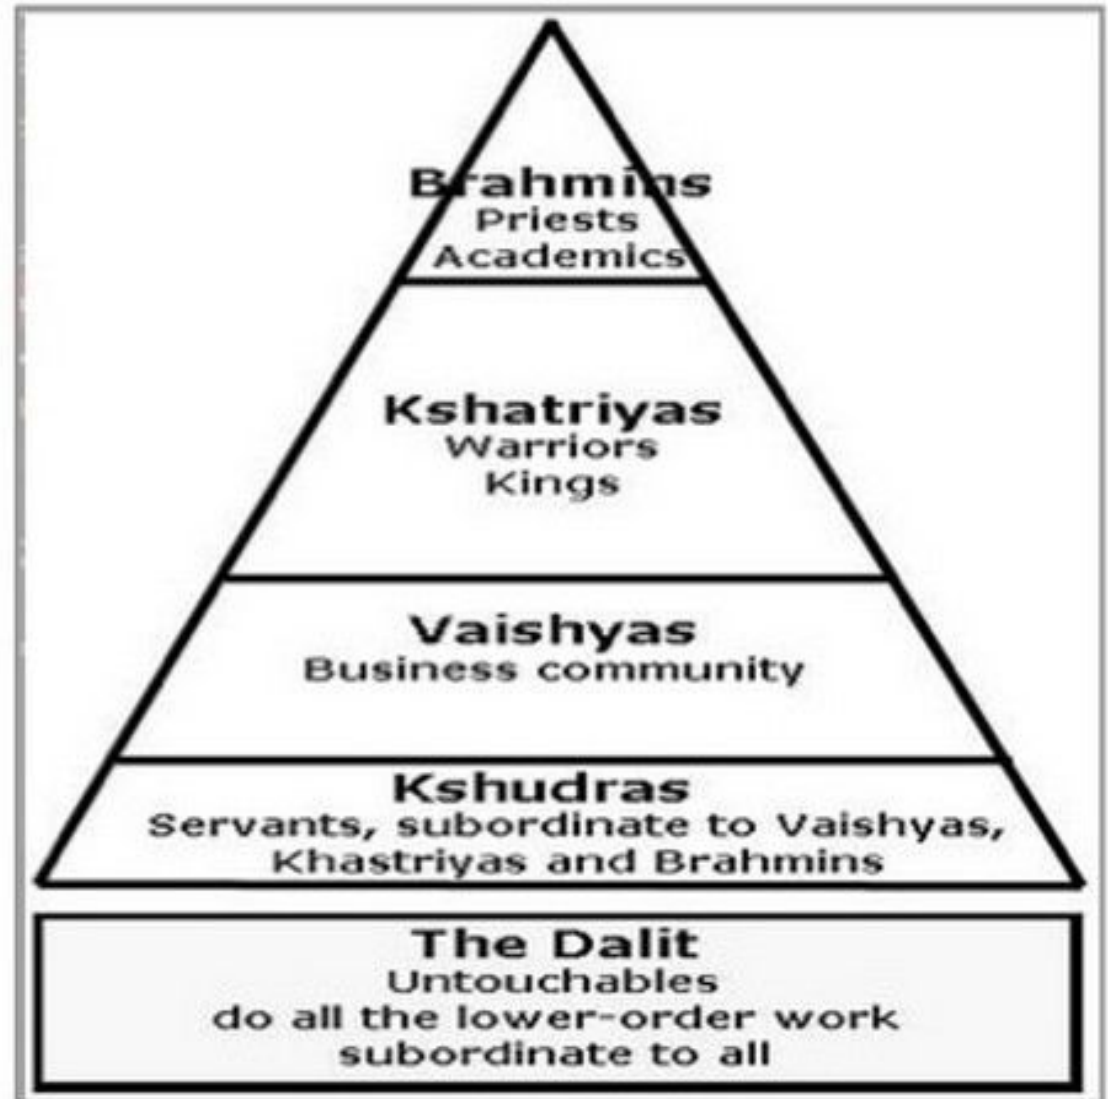 Brahmins
Priests
Academics
Kshatriyas
Warriors
Kings
Vaishyas
Business community
Kshudras
Servants, subordinate to Vaishyas,
Khastriyas and Brahmins
The Dalit
Untouchables
do all the lower-order work
subordinate to all